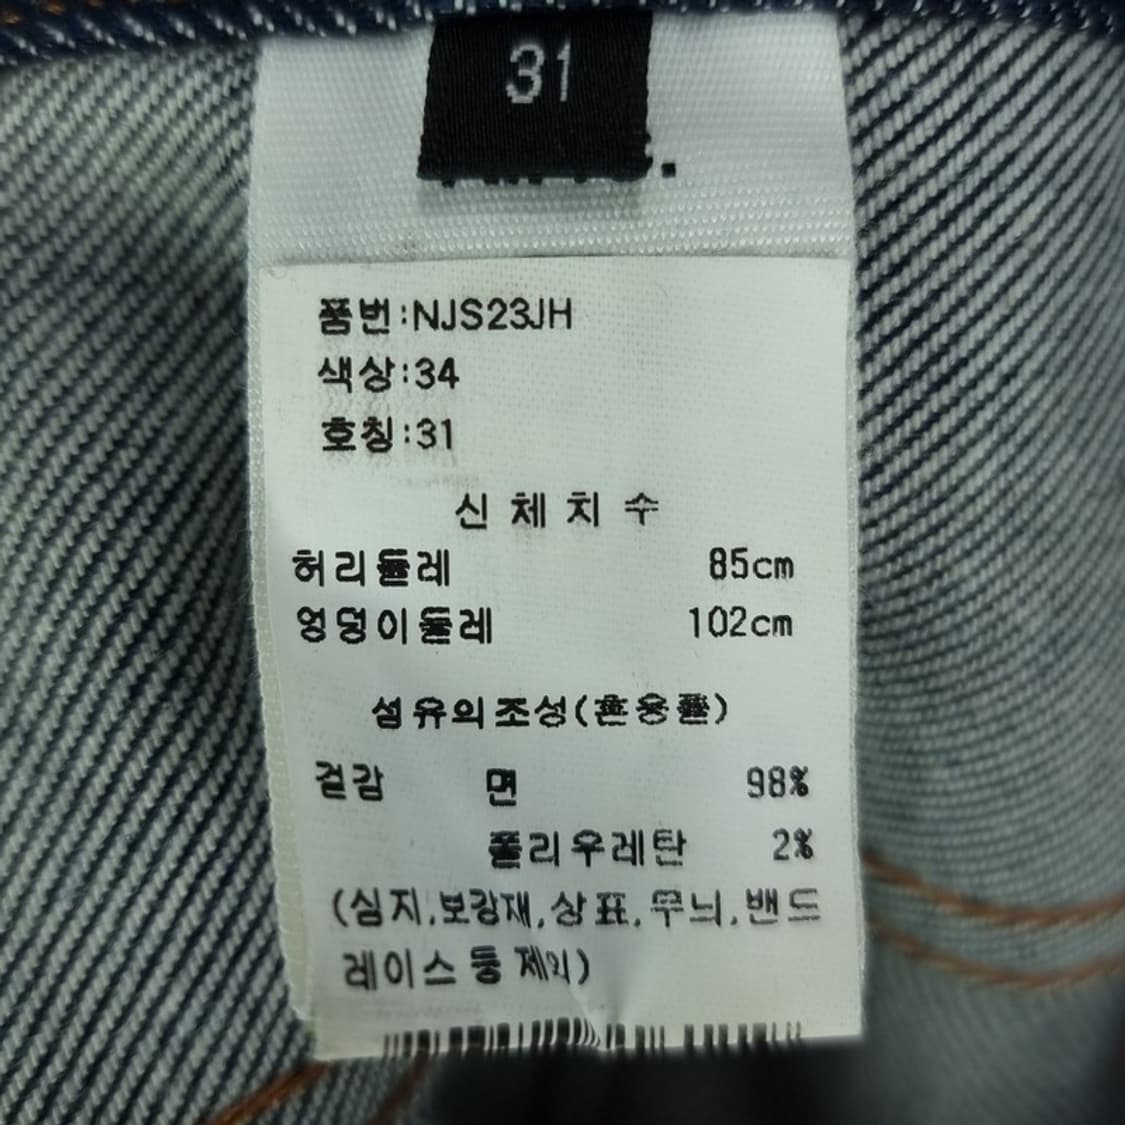 31
품번:NJS23JH
색상:34
호칭:31
신체치수
허리둘레 85cm
엉덩이둘레 102cm
섬유의조성(혼용률)
겉감 면 98%
폴리우레탄 2%
(심지,보강재,상표,무늬,밴드
레이스등제외)